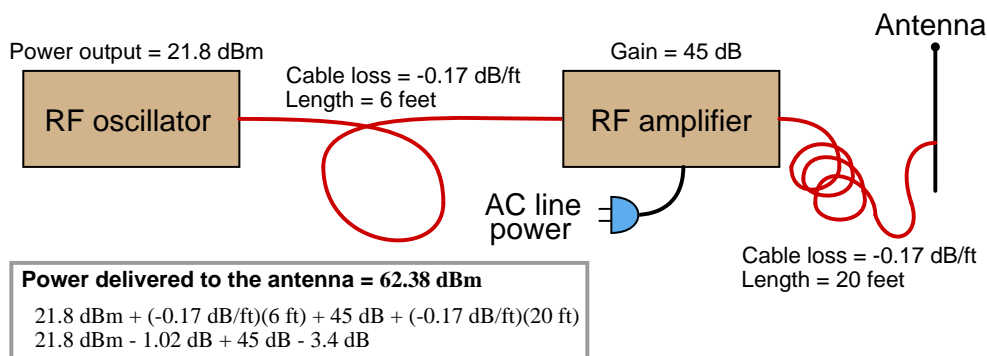 Antenna
Power output = 21.8 dBm
Gain = 45 dB
Cable loss = -0.17 dB/ft
Length = 6 feet
RF oscillator
RF amplifier
AC line
power
Cable loss = -0.17 dB/ft
Length = 20 feet
Power delivered to the antenna = 62.38 dBm
21.8 dBm + (-0.17 dB/ft)(6 ft) + 45 dB + (-0.17 dB/ft)(20 ft)
21.8 dBm - 1.02 dB + 45 dB - 3.4 dB